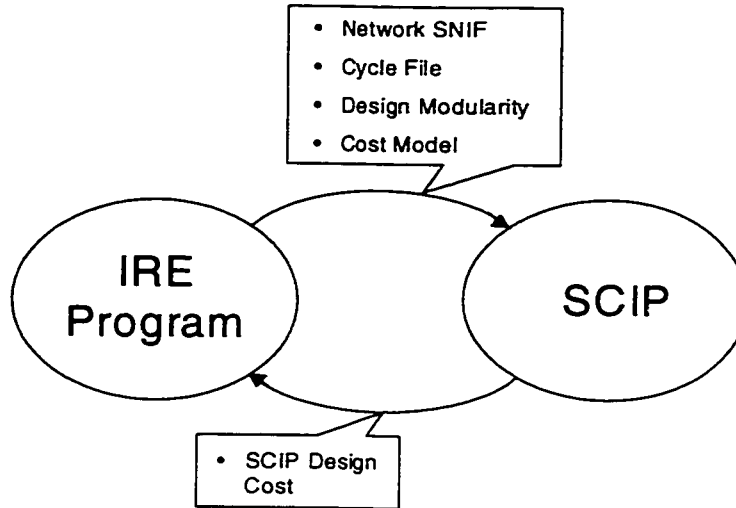 • Network SNIF
• Cycle File
• Design Modularity
• Cost Model
IRE
Program
SCIP
• SCIP Design
Cost